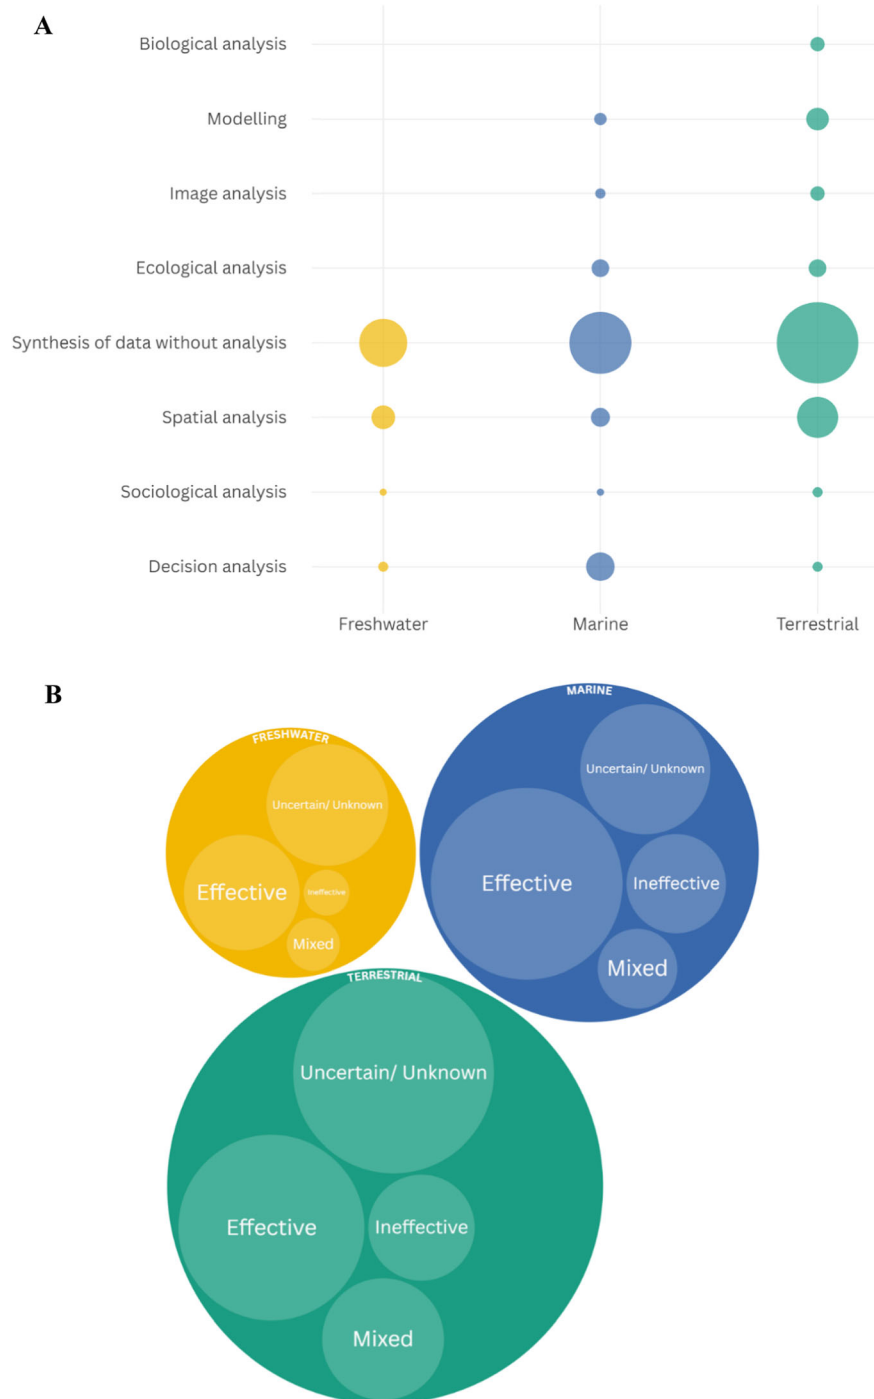 A
Biological analysis
Modelling
Image analysis
Ecological analysis
Synthesis of data without analysis
Spatial analysis
Sociological analysis
Decision analysis
Freshwater
Marine
Terrestrial
B
FRESHWATER
Uncertain/ Unknown
Effective
Ineffective
Mixed
MARINE
Uncertain/ Unknown
Effective
Ineffective
Mixed
TERRESTRIAL
Uncertain/ Unknown
Effective
Ineffective
Mixed